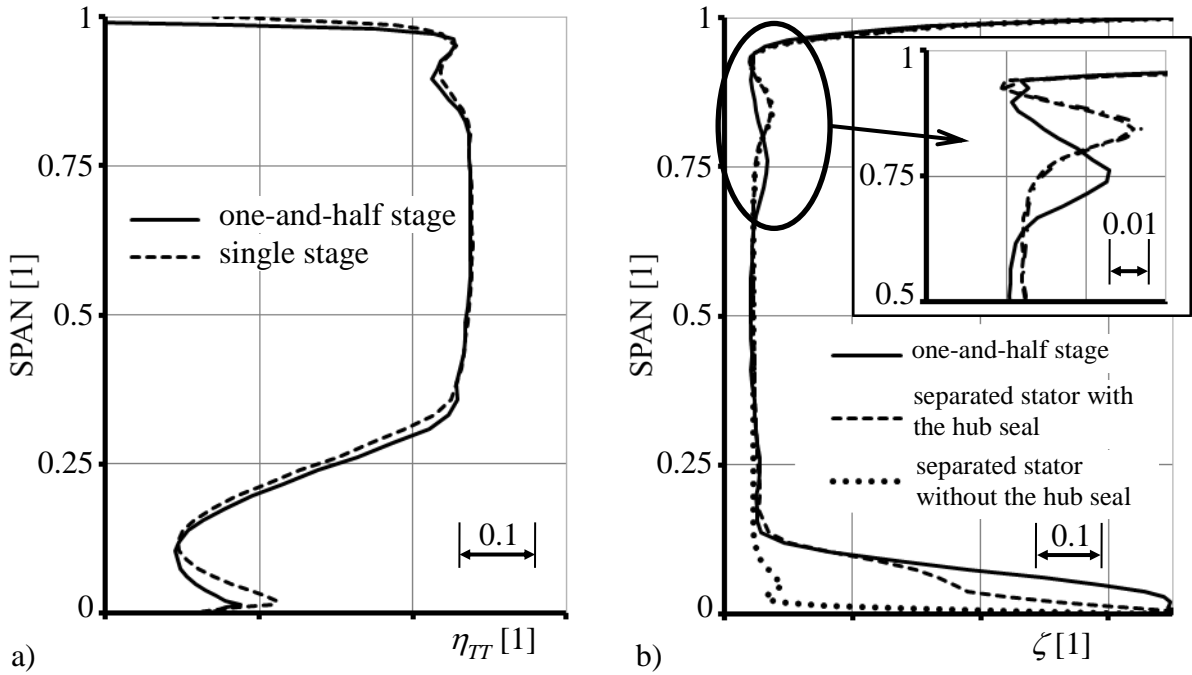 1
0.75
0.5
0.25
0
SPAN [1]
one-and-half stage
single stage
0.1
η_TT [1]
a)
1
0.75
0.5
0.25
0
SPAN [1]
1
0.75
0.5
0.01
one-and-half stage
separated stator with
the hub seal
separated stator
without the hub seal
0.1
ζ [1]
b)